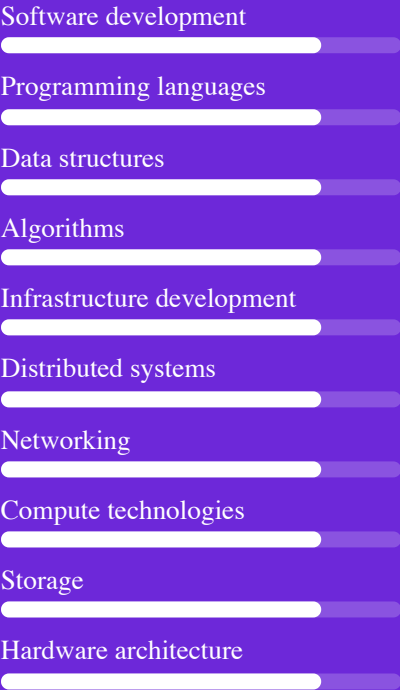 Software development
Programming languages
Data structures
Algorithms
Infrastructure development
Distributed systems
Networking
Compute technologies
Storage
Hardware architecture